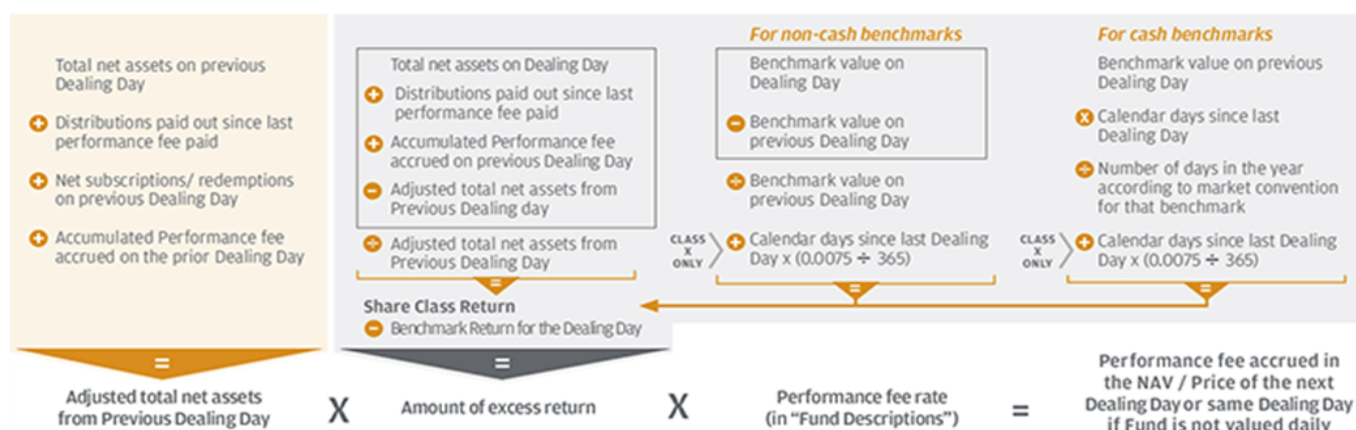 Total net assets on previous
Dealing Day
+ Distributions paid out since last
performance fee paid
+ Net subscriptions/ redemptions
on previous Dealing Day
+ Accumulated Performance fee
accrued on the prior Dealing Day
=
Adjusted total net assets
from Previous Dealing Day
X
Total net assets on Dealing Day
+ Distributions paid out since last
performance fee paid
+ Accumulated Performance fee
accrued on previous Dealing Day
− Adjusted total net assets from
Previous Dealing day
÷ Adjusted total net assets from
Previous Dealing Day
=
Share Class Return
− Benchmark Return for the Dealing Day
=
Amount of excess return
X
For non-cash benchmarks
Benchmark value on
Dealing Day
− Benchmark value on
previous Dealing Day
÷ Benchmark value on
previous Dealing Day
CLASS
X
ONLY
+ Calendar days since last Dealing
Day x (0.0075 ÷ 365)
=
Performance fee rate
(in “Fund Descriptions”)
=
For cash benchmarks
Benchmark value on previous
Dealing Day
x Calendar days since last
Dealing Day
÷ Number of days in the year
according to market convention
for that benchmark
CLASS
X
ONLY
+ Calendar days since last Dealing
Day x (0.0075 ÷ 365)
=
Performance fee accrued in
the NAV / Price of the next
Dealing Day or same Dealing Day
if Fund is not valued daily